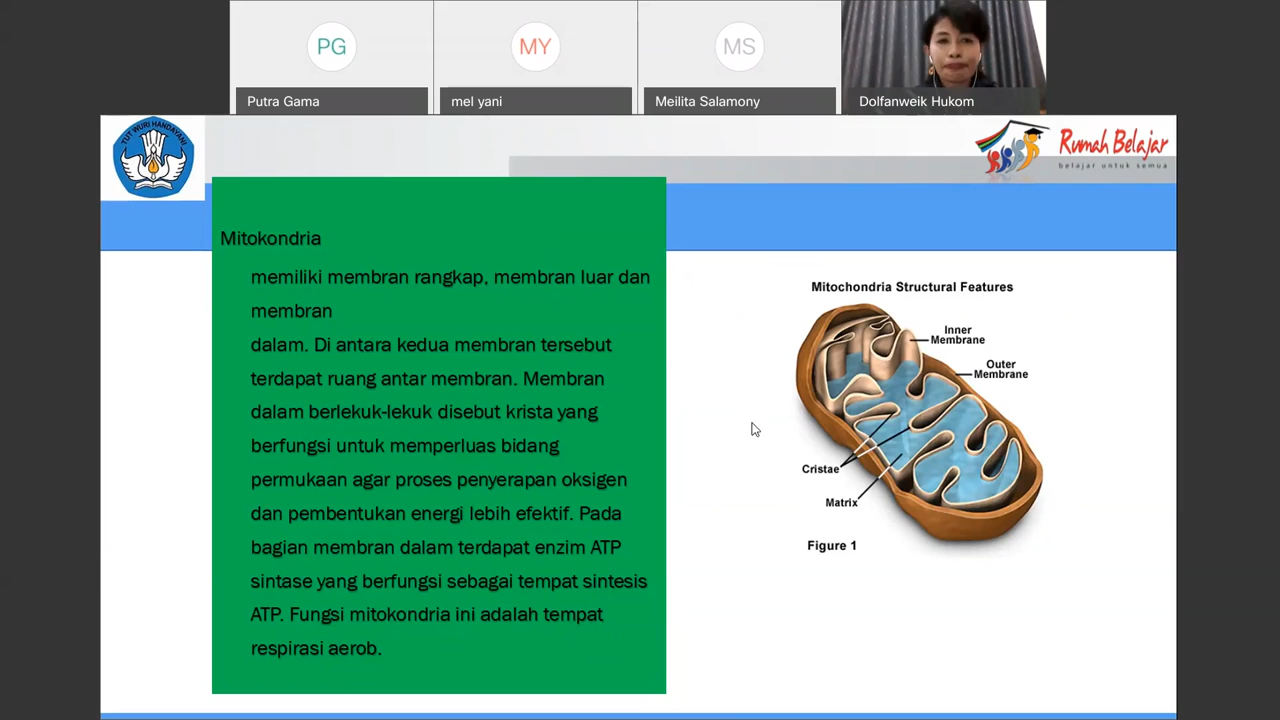 PG
MY
MS
Putra Gama
mel yani
Meilita Salamony
Dolfanweik Hukom
TUT WURI HANDAYANI
Rumah Belajar
belajar untuk semua
Mitokondria
memiliki membran rangkap, membran luar dan
membran
dalam. Di antara kedua membran tersebut
terdapat ruang antar membran. Membran
dalam berlekuk-lekuk disebut krista yang
berfungsi untuk memperluas bidang
permukaan agar proses penyerapan oksigen
dan pembentukan energi lebih efektif. Pada
bagian membran dalam terdapat enzim ATP
sintase yang berfungsi sebagai tempat sintesis
ATP. Fungsi mitokondria ini adalah tempat
respirasi aerob.
Mitochondria Structural Features
Inner
Membrane
Outer
Membrane
Cristae
Matrix
Figure 1